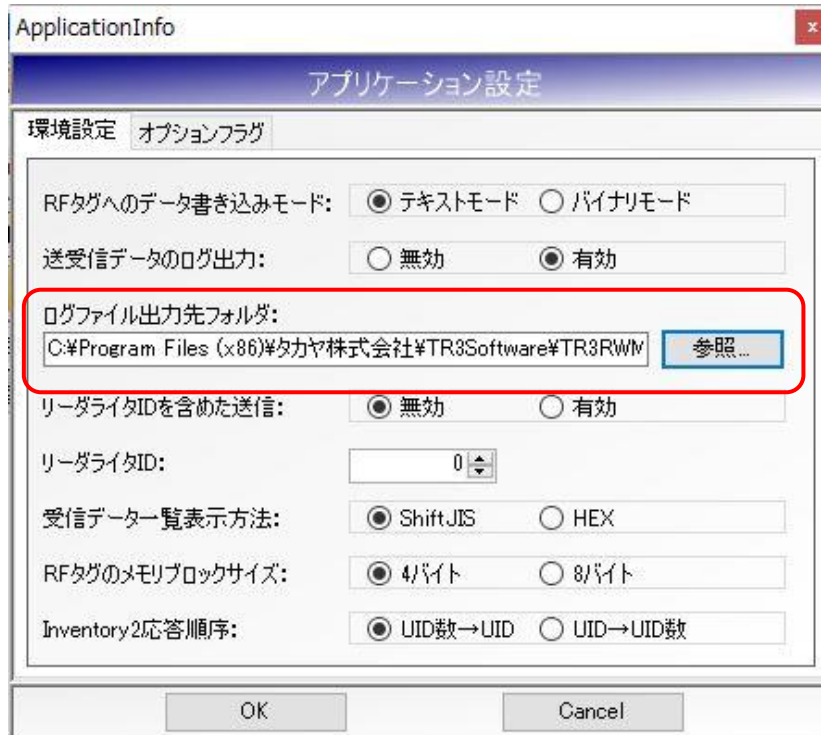 ApplicationInfo
x
アプリケーション設定
環境設定 オプションフラグ
RFタグへのデータ書き込みモード: テキストモード バイナリモード
送受信データのログ出力: 無効 有効
ログファイル出力先フォルダ:
C:¥Program Files (x86)¥タカヤ株式会社¥TR3Software¥TR3RWM 参照...
リーダライタIDを含めた送信: 無効 有効
リーダライタID: 0
受信データ一覧表示方法: ShiftJIS HEX
RFタグのメモリブロックサイズ: 4バイト 8バイト
Inventory2応答順序: UID数→UID UID→UID数
OK Cancel